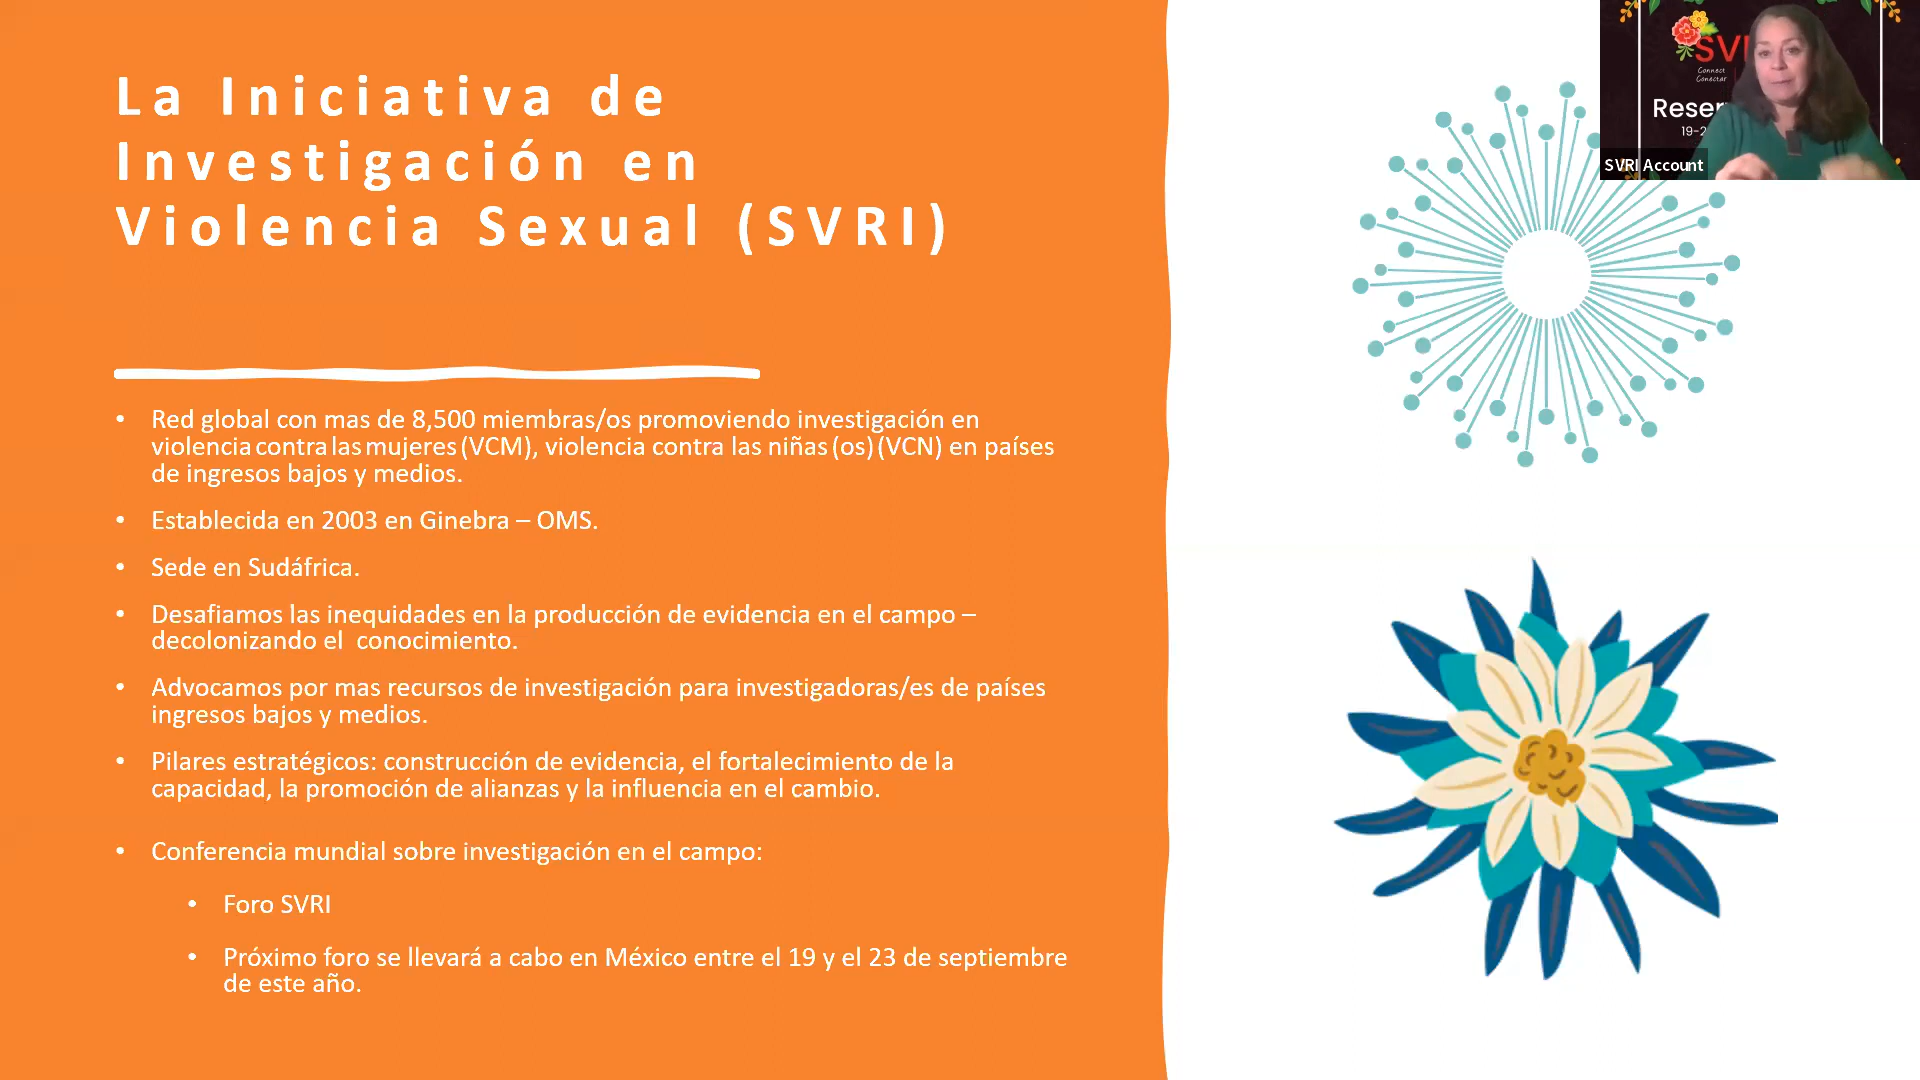 La Iniciativa de
Investigación en
Violencia Sexual (SVRI)
• Red global con mas de 8,500 miembras/os promoviendo investigación en
violencia contra las mujeres (VCM), violencia contra las niñas (os) (VCN) en países
de ingresos bajos y medios.
• Establecida en 2003 en Ginebra – OMS.
• Sede en Sudáfrica.
• Desafiamos las inequidades en la producción de evidencia en el campo –
decolonizando el conocimiento.
• Advocamos por mas recursos de investigación para investigadoras/es de países
ingresos bajos y medios.
• Pilares estratégicos: construcción de evidencia, el fortalecimiento de la
capacidad, la promoción de alianzas y la influencia en el cambio.
• Conferencia mundial sobre investigación en el campo:
• Foro SVRI
• Próximo foro se llevará a cabo en México entre el 19 y el 23 de septiembre
de este año.
Connect
Conectar
SVRI Account